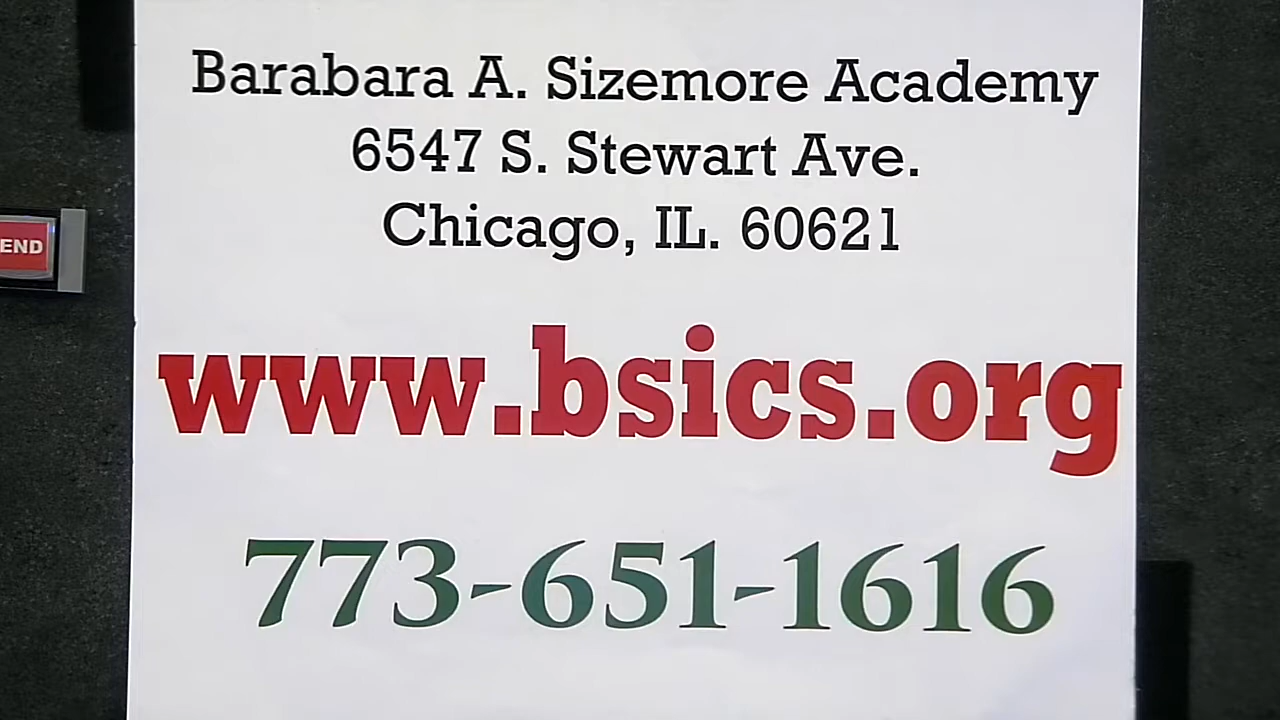 Barabara A. Sizemore Academy
6547 S. Stewart Ave.
Chicago, IL. 60621
END
www.bsics.org
773-651-1616